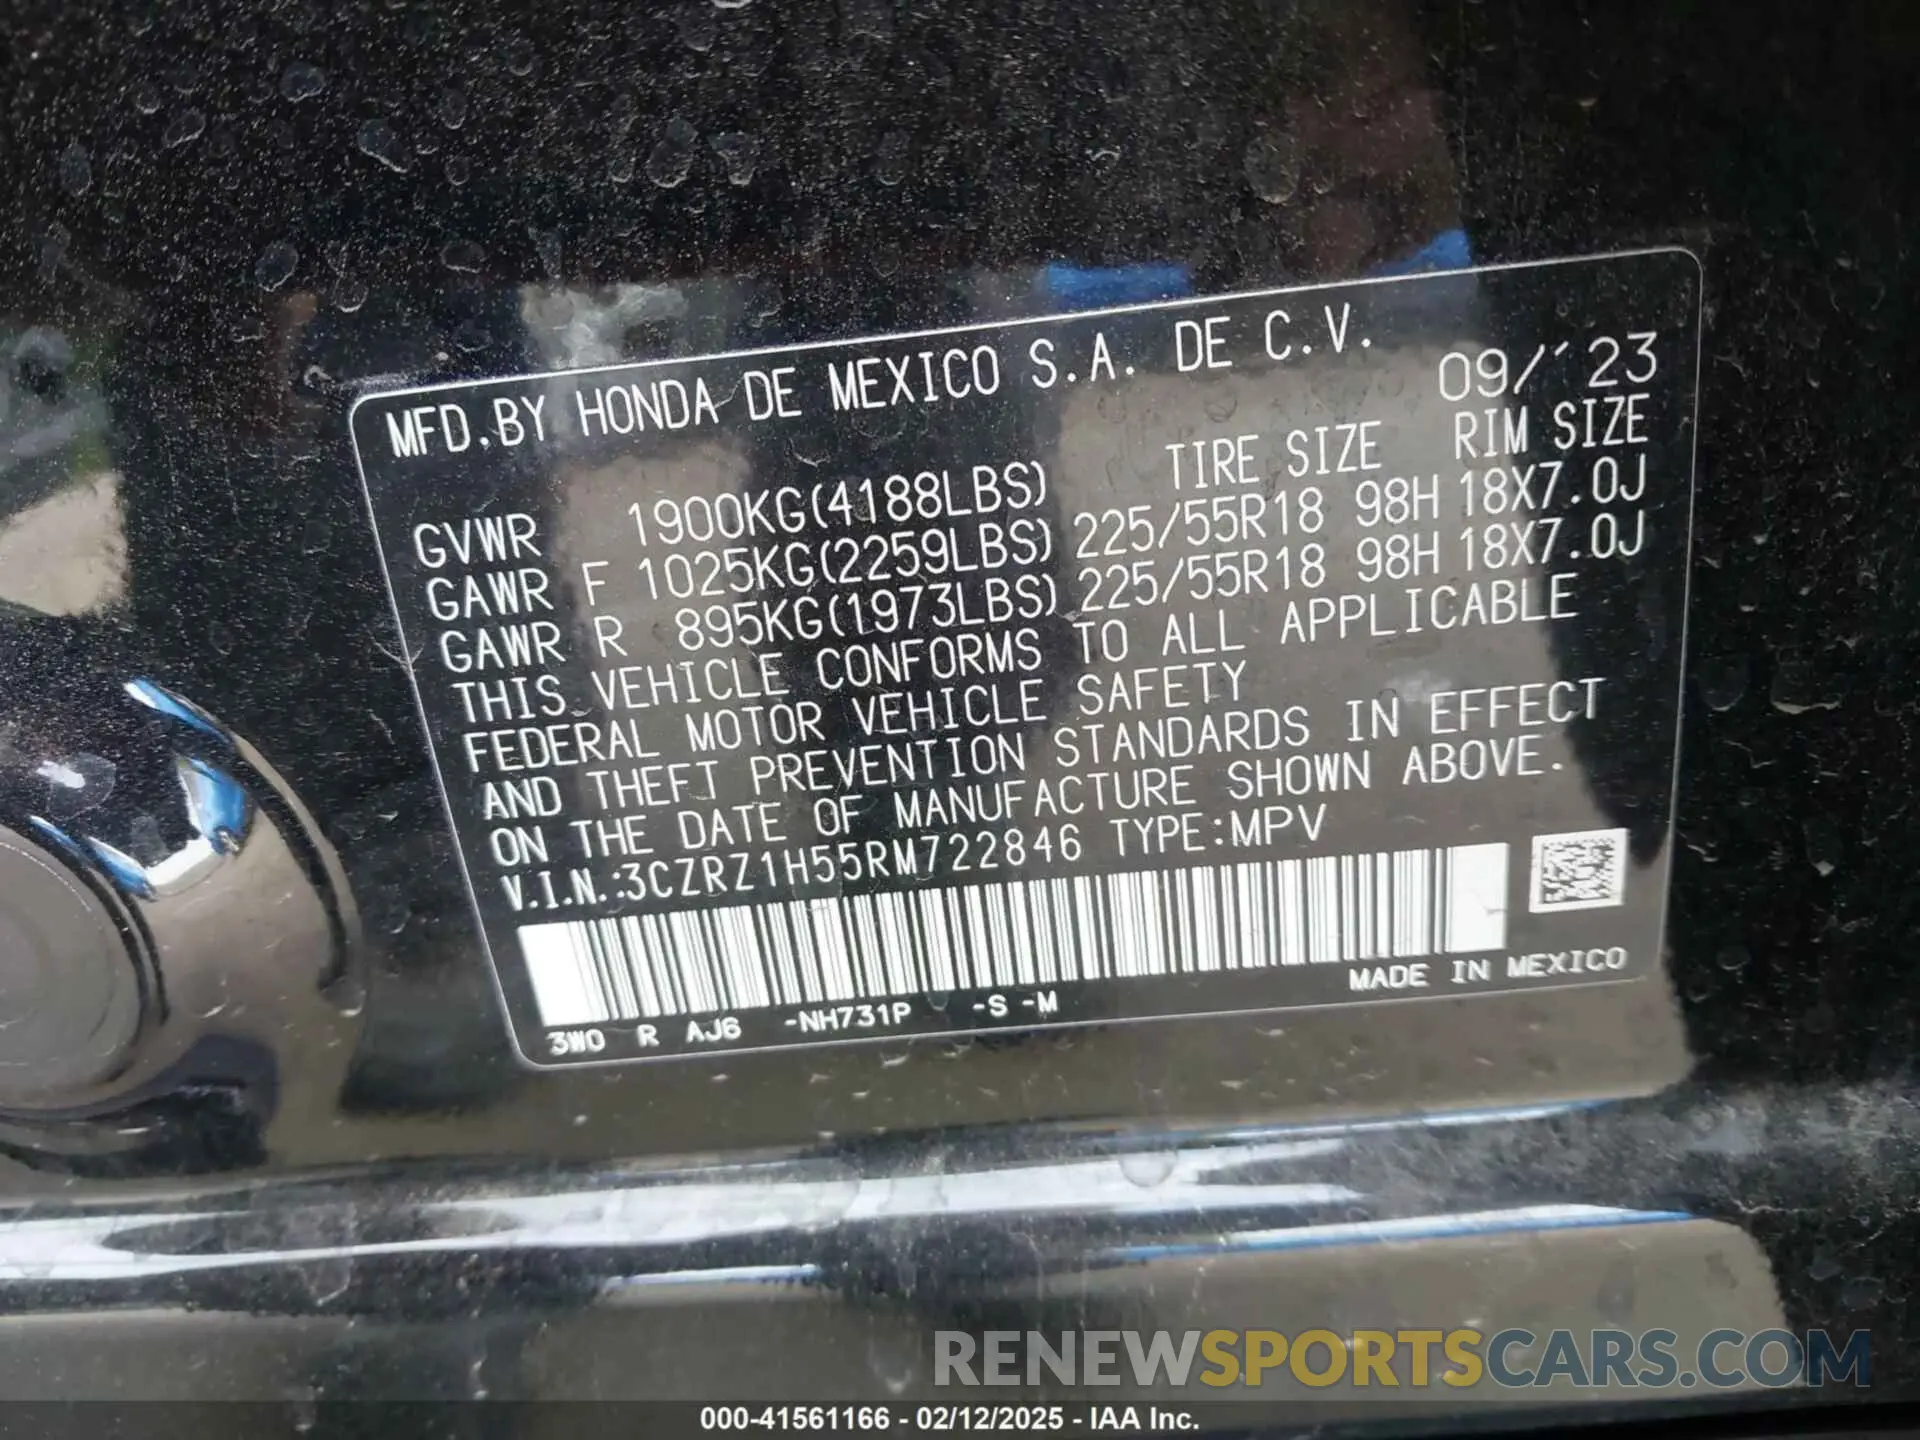 MFD.BY HONDA DE MEXICO S.A. DE C.V.
09/'23
TIRE SIZE RIM SIZE
GVWR 1900KG(4188LBS)
GAWR F 1025KG(2259LBS) 225/55R18 98H 18X7.0J
GAWR R 895KG(1973LBS) 225/55R18 98H 18X7.0J
THIS VEHICLE CONFORMS TO ALL APPLICABLE
FEDERAL MOTOR VEHICLE SAFETY
AND THEFT PREVENTION STANDARDS IN EFFECT
ON THE DATE OF MANUFACTURE SHOWN ABOVE.
V.I.N.:3CZRZ1H55RM722846 TYPE:MPV
MADE IN MEXICO
3W0 R AJ6 -NH731P -S -M
RENEWSPORTSCARS.COM
000-41561166 - 02/12/2025 - IAA Inc.